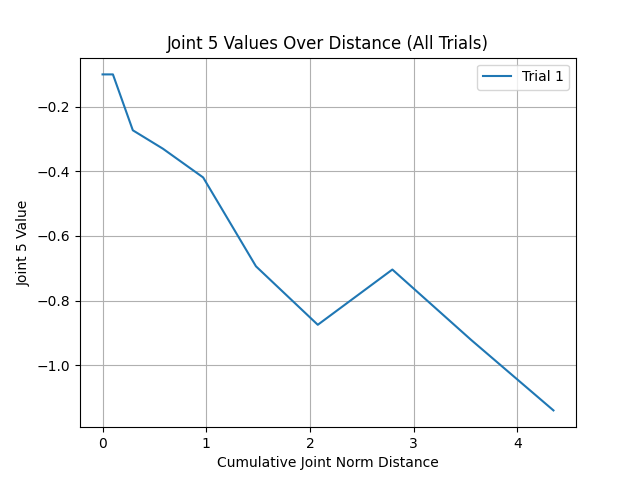 Joint 5 Values Over Distance (All Trials)
Trial 1
−0.2
−0.4
−0.6
−0.8
−1.0
Joint 5 Value
0 1 2 3 4
Cumulative Joint Norm Distance